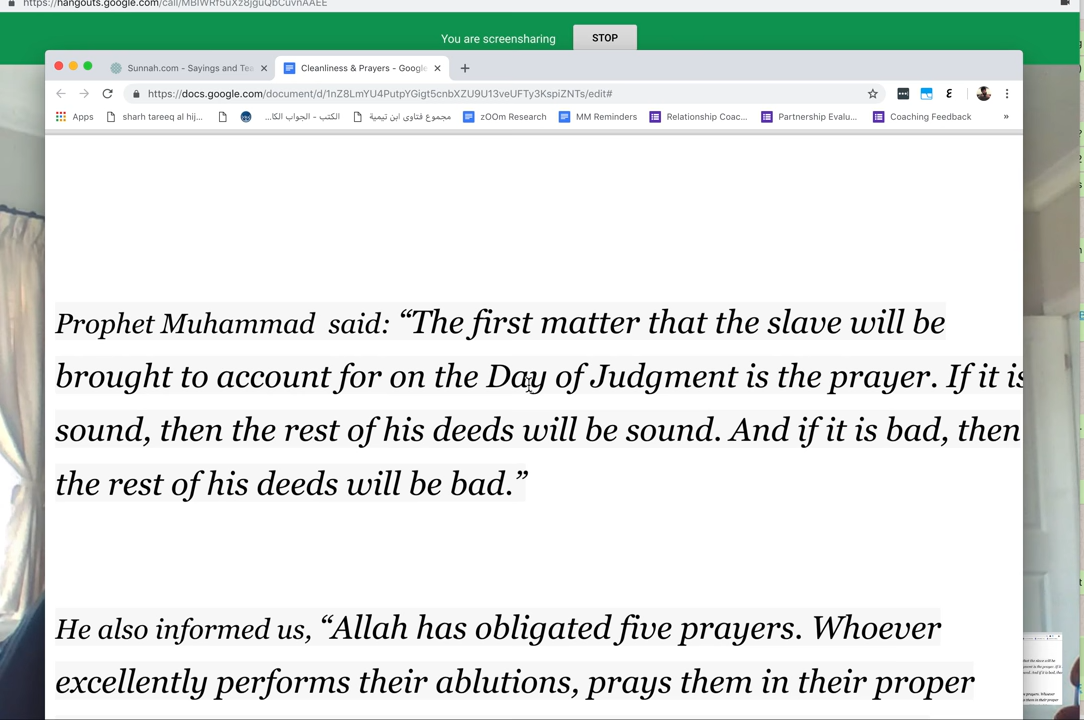 https://hangouts.google.com/call/MBIWRf5uXz8jguQbCuvnAAEE
You are screensharing STOP
Sunnah.com - Sayings and Tea Cleanliness & Prayers - Google
https://docs.google.com/document/d/1nZ8LmYU4PutpYGigt5cnbXZU9U13veUFTy3KspiZNTs/edit#
Apps sharh tareeq al hij... الكتب - الجواب الكا... مجموع فتاوى ابن تيمية zOOm Research MM Reminders Relationship Coac... Partnership Evalu... Coaching Feedback »
Prophet Muhammad said: “The first matter that the slave will be
brought to account for on the Day of Judgment is the prayer. If it is
sound, then the rest of his deeds will be sound. And if it is bad, then
the rest of his deeds will be bad.”
He also informed us, “Allah has obligated five prayers. Whoever
excellently performs their ablutions, prays them in their proper